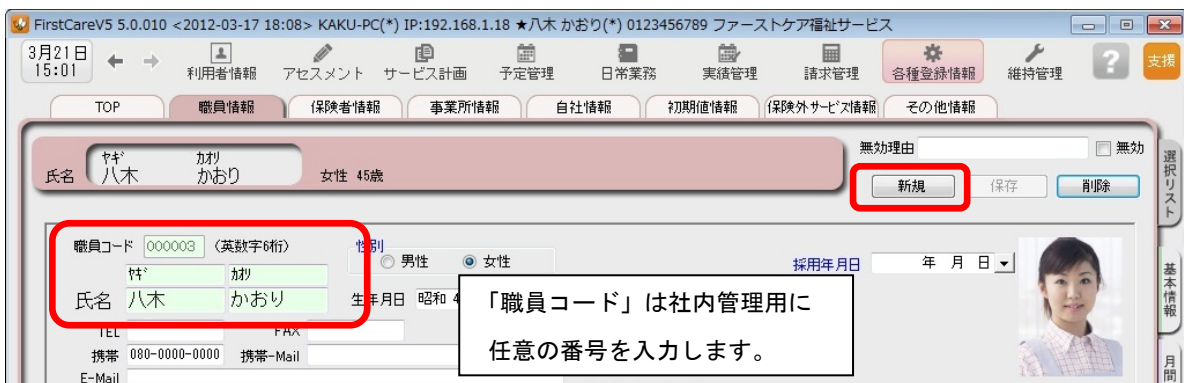 FirstCareV5 5.0.010 <2012-03-17 18:08> KAKU-PC(*) IP:192.168.1.18 ★八木 かおり(*) 0123456789 ファーストケア福祉サービス
3月21日
15:01
利用者情報 アセスメント サービス計画 予定管理 日常業務 実績管理 請求管理 各種登録情報 維持管理 ? 支援
TOP 職員情報 保険者情報 事業所情報 自社情報 初期値情報 保険外サービス情報 その他情報
無効理由 無効
ﾔｷﾞ ｶｵﾘ
氏名 八木 かおり 女性 45歳
新規 保存 削除
選択リスト
職員コード 000003 (英数字6桁) 性別 男性 女性
採用年月日 年 月 日
ﾔｷﾞ ｶｵﾘ
氏名 八木 かおり 生年月日 昭和 4
「職員コード」は社内管理用に
任意の番号を入力します。
基本情報
TEL FAX
携帯 080-0000-0000 携帯-Mail
E-Mail
月間